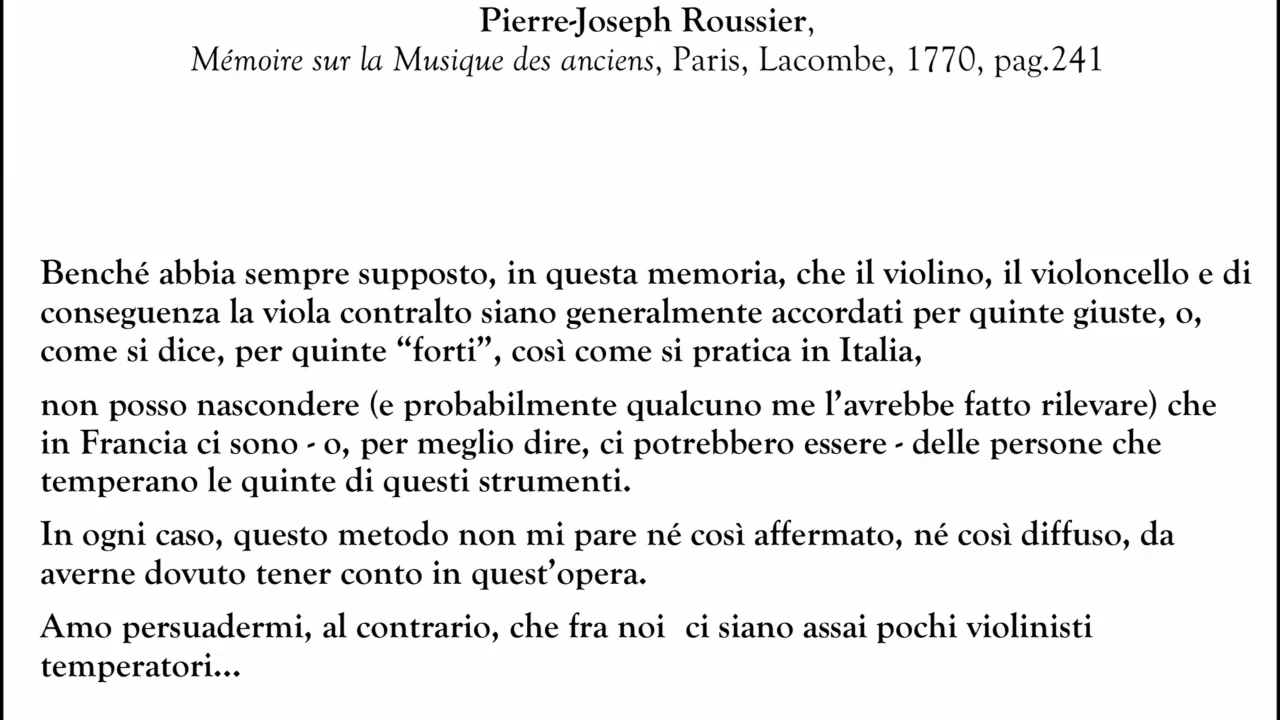 Pierre-Joseph Roussier,
Mémoire sur la Musique des anciens, Paris, Lacombe, 1770, pag.241
Benché abbia sempre supposto, in questa memoria, che il violino, il violoncello e di
conseguenza la viola contralto siano generalmente accordati per quinte giuste, o,
come si dice, per quinte “forti”, così come si pratica in Italia,
non posso nascondere (e probabilmente qualcuno me l’avrebbe fatto rilevare) che
in Francia ci sono - o, per meglio dire, ci potrebbero essere - delle persone che
temperano le quinte di questi strumenti.
In ogni caso, questo metodo non mi pare né così affermato, né così diffuso, da
averne dovuto tener conto in quest’opera.
Amo persuadermi, al contrario, che fra noi  ci siano assai pochi violinisti
temperatori...